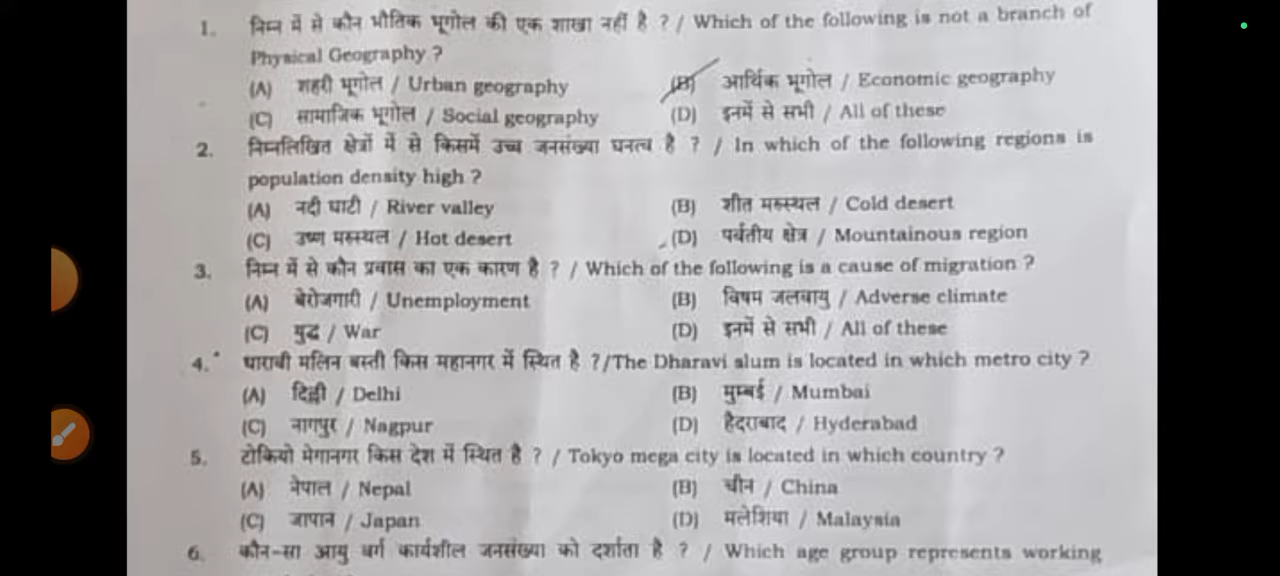 1. निम्न में से कौन भौतिक भूगोल की एक शाखा नहीं है ? / Which of the following is not a branch of
Physical Geography ?
(A) शहरी भूगोल / Urban geography (B) आर्थिक भूगोल / Economic geography
(C) सामाजिक भूगोल / Social geography (D) इनमें से सभी / All of these
2. निम्नलिखित क्षेत्रों में से किसमें उच्च जनसंख्या घनत्व है ? / In which of the following regions is
population density high ?
(A) नदी घाटी / River valley (B) शीत मरुस्थल / Cold desert
(C) उष्ण मरुस्थल / Hot desert (D) पर्वतीय क्षेत्र / Mountainous region
3. निम्न में से कौन प्रवास का एक कारण है ? / Which of the following is a cause of migration ?
(A) बेरोजगारी / Unemployment (B) विषम जलवायु / Adverse climate
(C) युद्ध / War (D) इनमें से सभी / All of these
4. धाराबी मलिन बस्ती किस महानगर में स्थित है ?/The Dharavi slum is located in which metro city ?
(A) दिल्ली / Delhi (B) मुम्बई / Mumbai
(C) नागपुर / Nagpur (D) हैदराबाद / Hyderabad
5. टोकियो मेगानगर किस देश में स्थित है ? / Tokyo mega city is located in which country ?
(A) नेपाल / Nepal (B) चीन / China
(C) जापान / Japan (D) मलेशिया / Malaysia
6. कौन-सा आयु वर्ग कार्यशील जनसंख्या को दर्शाता है ? / Which age group represents working